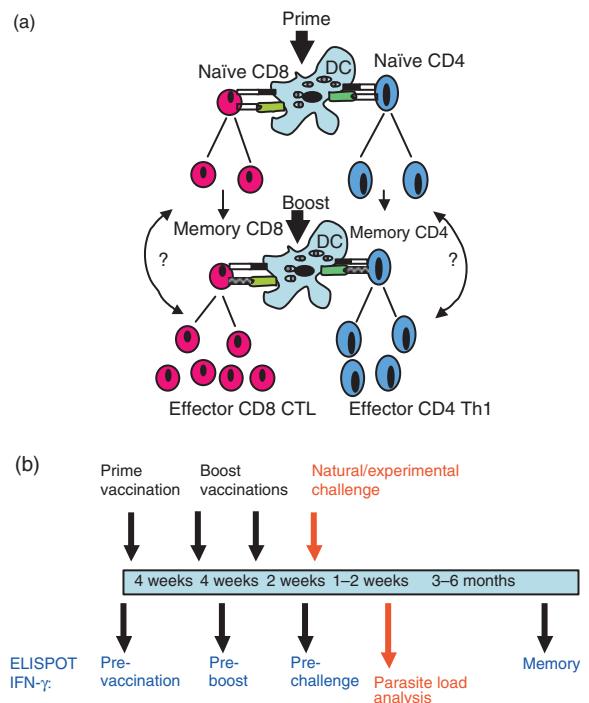 (a)
Prime
Naïve CD8
DC
Naïve CD4
Boost
Memory CD8
DC
Memory CD4
?
?
Effector CD8 CTL
Effector CD4 Th1
(b)
Prime
vaccination
Boost
vaccinations
Natural/experimental
challenge
4 weeks
4 weeks
2 weeks
1–2 weeks
3–6 months
ELISPOT
IFN-γ:
Pre-
vaccination
Pre-
boost
Pre-
challenge
Parasite load
analysis
Memory